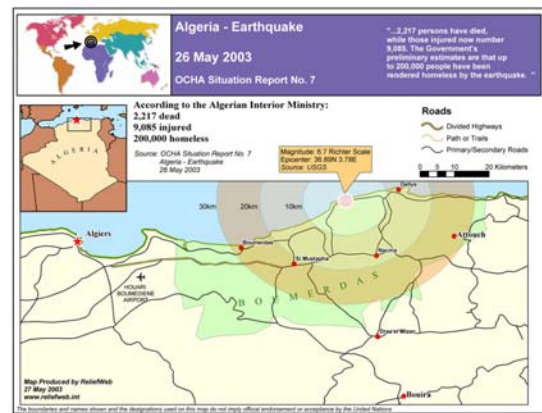 Algeria - Earthquake
26 May 2003
OCHA Situation Report No. 7
"...2,217 persons have died,
while those injured now number
9,085. The Government's
preliminary estimates are that up
to 200,000 people have been
rendered homeless by the earthquake. "
According to the Algerian Interior Ministry:
2,217 dead
9,085 injured
200,000 homeless
Source: OCHA Situation Report No. 7
Algeria - Earthquake
26 May 2003
ALGERIA
Magnitude: 6.7 Richter Scale
Epicenter: 36.89N 3.78E
Source: USGS
Roads
Divided Highways
Path or Trails
Primary/Secondary Roads
0 5 10 20 Kilometers
30km 20km 10km
Dellys
Algiers
Boumerdas
St.Mustapha
Naciria
HOUARI
BOUMEDIENE
AIRPORT
BOUMERDAS
Bouira
Map Produced by ReliefWeb
27 May 2003
www.reliefweb.int
The boundaries and names shown and the designations used on this map do not imply official endorsement or acceptance by the United Nations